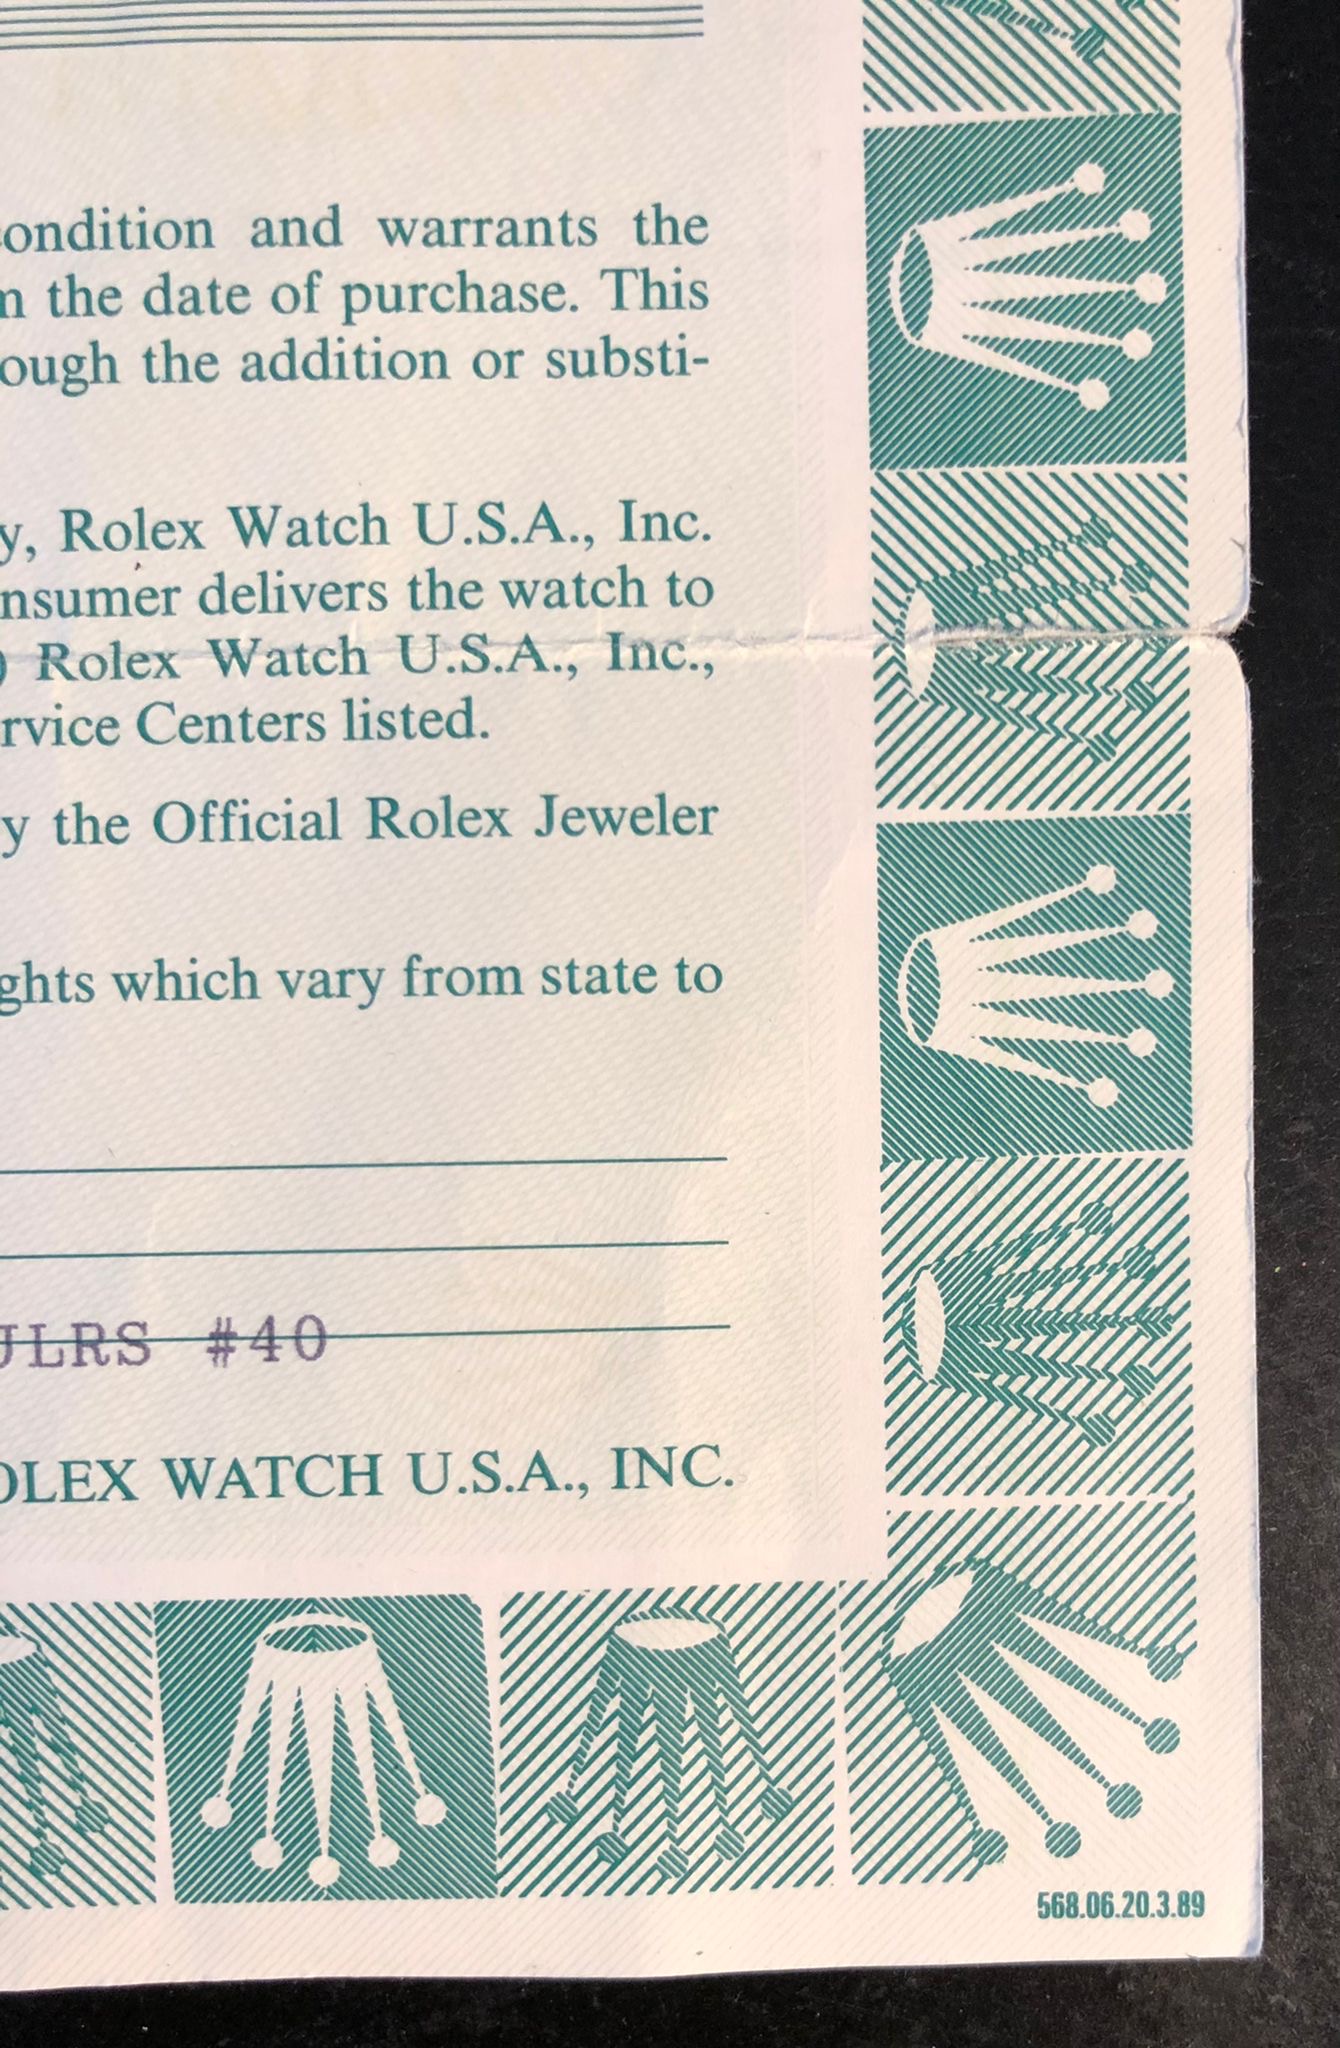 condition and warrants the
the date of purchase. This
ough the addition or substi-
y, Rolex Watch U.S.A., Inc.
nsumer delivers the watch to
) Rolex Watch U.S.A., Inc.,
rvice Centers listed.
y the Official Rolex Jeweler
ghts which vary from state to
JLRS #40
OLEX WATCH U.S.A., INC.
568.06.20.3.89